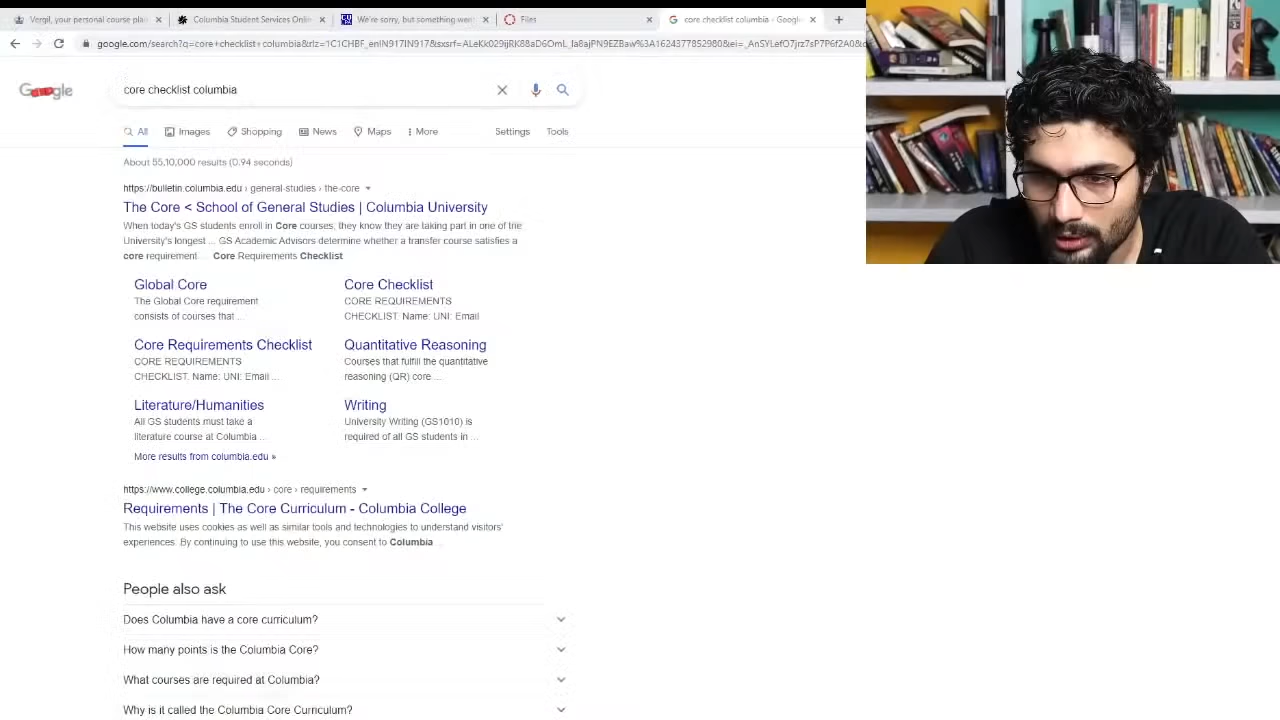 Vergil, your personal course plan
Columbia Student Services Onlin
We're sorry, but something went
Files
core checklist columbia - Google
core checklist columbia
All
Images
Shopping
News
Maps
More
Settings
Tools
About 55,10,000 results (0.94 seconds)
https://bulletin.columbia.edu › general-studies › the-core
The Core < School of General Studies | Columbia University
When today's GS students enroll in Core courses, they know they are taking part in one of the
University's longest ... GS Academic Advisors determine whether a transfer course satisfies a
core requirement. ... Core Requirements Checklist
Global Core
The Global Core requirement
consists of courses that ...
Core Checklist
CORE REQUIREMENTS
CHECKLIST. Name: UNI: Email
Core Requirements Checklist
CORE REQUIREMENTS
CHECKLIST. Name: UNI: Email ...
Quantitative Reasoning
Courses that fulfill the quantitative
reasoning (QR) core ...
Literature/Humanities
All GS students must take a
literature course at Columbia ...
Writing
University Writing (GS1010) is
required of all GS students in ...
More results from columbia.edu »
https://www.college.columbia.edu › core › requirements
Requirements | The Core Curriculum - Columbia College
This website uses cookies as well as similar tools and technologies to understand visitors'
experiences. By continuing to use this website, you consent to Columbia ...
People also ask
Does Columbia have a core curriculum?
How many points is the Columbia Core?
What courses are required at Columbia?
Why is it called the Columbia Core Curriculum?